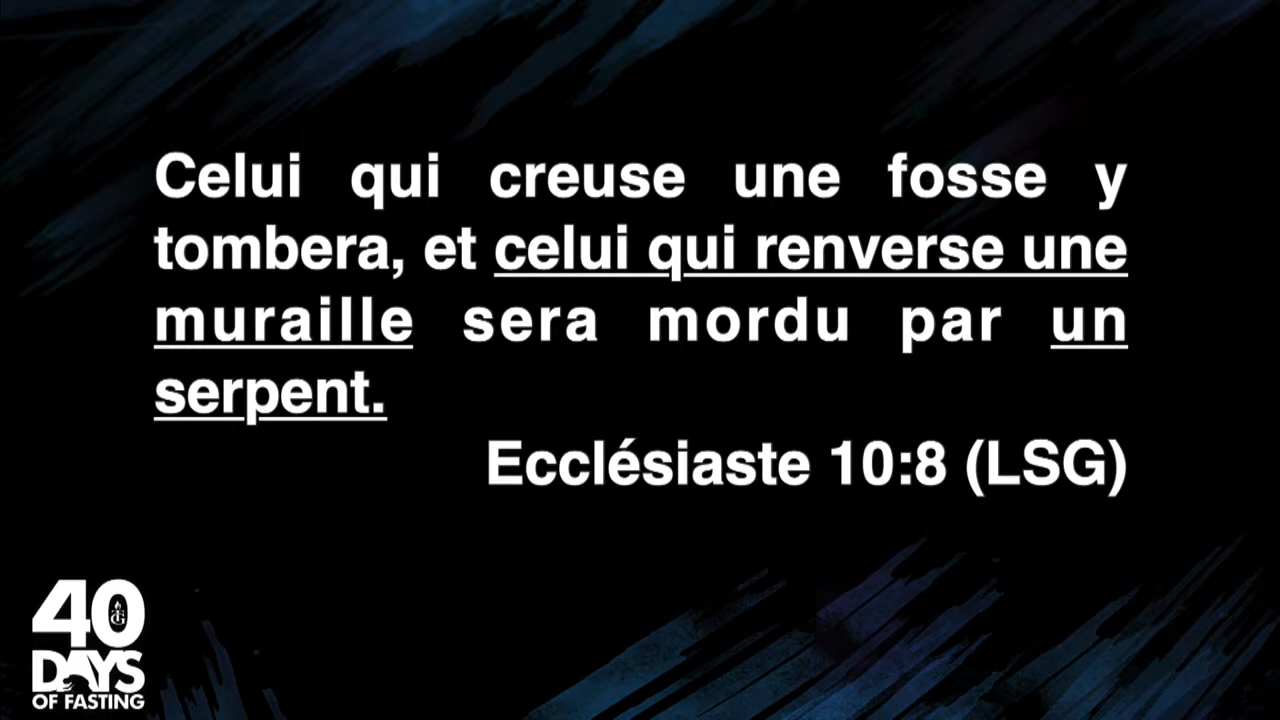 Celui qui creuse une fosse y
tombera, et celui qui renverse une
muraille sera mordu par un
serpent.
Ecclésiaste 10:8 (LSG)
40
DAYS
OF FASTING